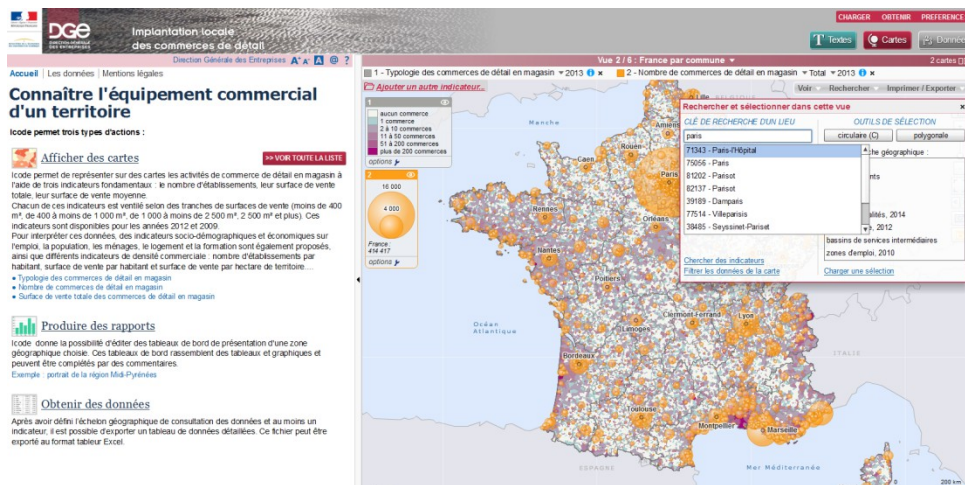 CHARGER OBTENIR PREFERENCE
DGE
DIRECTION GÉNÉRALE DES ENTREPRISES
Implantation locale
des commerces de détail
Textes Cartes Donnée
Direction Générale des Entreprises A+ A- A @ ?
Accueil | Les données | Mentions légales
Connaître l'équipement commercial
d'un territoire
Icode permet trois types d'actions :
Afficher des cartes
>>VOIR TOUTE LA LISTE
Icode permet de représenter sur des cartes les activités de commerce de détail en magasin à
l'aide de trois indicateurs fondamentaux : le nombre d'établissements, leur surface de vente
totale, leur surface de vente moyenne.
Chacun de ces indicateurs est ventilé selon des tranches de surfaces de vente (moins de 400
m², de 400 à moins de 1 000 m², de 1 000 à moins de 2 500 m², 2 500 m² et plus). Ces
indicateurs sont disponibles pour les années 2012 et 2009.
Pour interpréter ces données, des indicateurs socio-démographiques et économiques sur
l'emploi, la population, les ménages, le logement et la formation sont également proposés,
ainsi que différents indicateurs de densité commerciale : nombre d'établissements par
habitant, surface de vente par habitant et surface de vente par hectare de territoire....
• Typologie des commerces de détail en magasin
• Nombre de commerces de détail en magasin
• Surface de vente totale des commerces de détail en magasin
Produire des rapports
Icode donne la possibilité d'éditer des tableaux de bord de présentation d'une zone
géographique choisie. Ces tableaux de bord rassemblent des tableaux et graphiques et
peuvent être complétés par des commentaires.
Exemple : portrait de la région Midi-Pyrénées
Obtenir des données
Après avoir défini l'échelon géographique de consultation des données et au moins un
indicateur, il est possible d'exporter un tableau de données détaillées. Ce fichier peut être
exporté au format tableur Excel.
Vue 2 / 6 : France par commune
2 cartes
1 - Typologie des commerces de détail en magasin 2013
2 - Nombre de commerces de détail en magasin Total 2013
Ajouter un autre indicateur...
Voir Rechercher Imprimer / Exporter
1
aucun commerce
1 commerce
2 à 10 commerces
11 à 50 commerces
51 à 200 commerces
plus de 200 commerces
options
2
16 000
4 000
France :
414 417
options
Rechercher et sélectionner dans cette vue
CLÉ DE RECHERCHE D'UN LIEU
paris
71343 - Paris-l'Hôpital
75056 - Paris
81202 - Parisot
82137 - Parisot
39189 - Damparis
77514 - Villeparisis
38485 - Seyssinet-Pariset
Chercher des indicateurs
Filtrer les données de la carte
OUTILS DE SÉLECTION
circulaire (C) polygonale
che géographique :
nts
alités, 2014
e, 2012
bassins de services intermédiaires
zones d'emploi, 2010
Charger une sélection
Manche
Lille
BELGIQUE
Amiens
Rouen
Caen
Paris
Rennes
Orléans
Nantes
Poitiers
Océan
Atlantique
Limoges
Clermont-Ferrand
Lyon
ITALIE
Bordeaux
Toulouse
Montpellier
Marseille
ESPAGNE
Mer Méditerranée
0 200 km